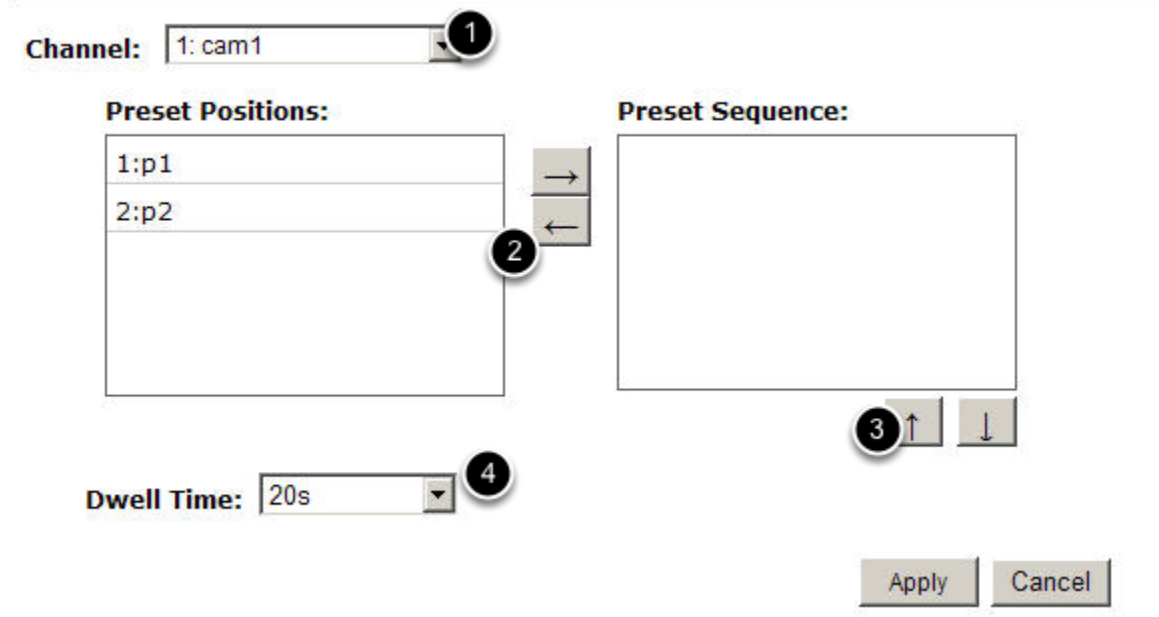 Channel: 1: cam1 1
Preset Positions: Preset Sequence:
1:p1
→
2:p2
←
2
3 ↑ ↓
Dwell Time: 20s 4
Apply Cancel